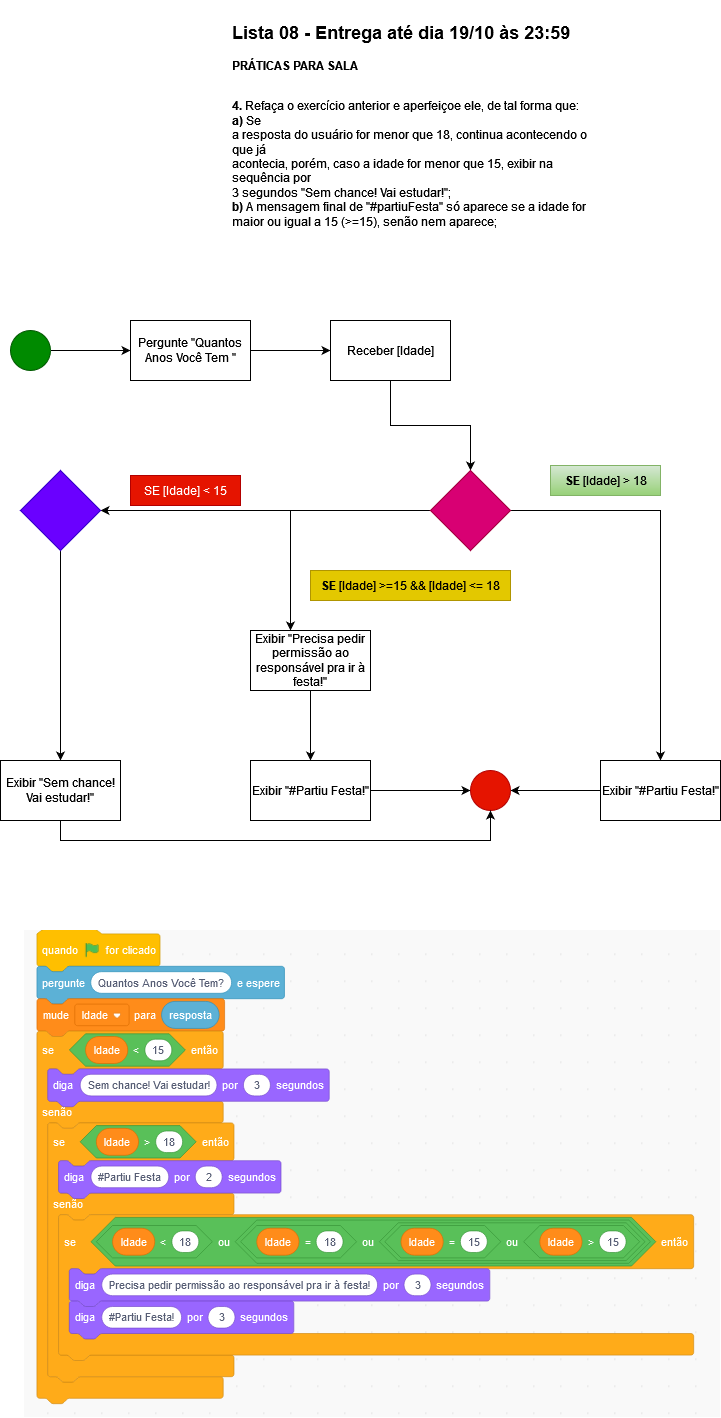 Lista 08 - Entrega até dia 19/10 às 23:59
PRÁTICAS PARA SALA
4. Refaça o exercício anterior e aperfeiçoe ele, de tal forma que:
a) Se
a resposta do usuário for menor que 18, continua acontecendo o
que já
acontecia, porém, caso a idade for menor que 15, exibir na
sequência por
3 segundos "Sem chance! Vai estudar!";
b) A mensagem final de "#partiuFesta" só aparece se a idade for
maior ou igual a 15 (>=15), senão nem aparece;
Pergunte "Quantos
Anos Você Tem "
Receber [Idade]
SE [Idade] < 15
SE [Idade] > 18
SE [Idade] >=15 && [Idade] <= 18
Exibir "Precisa pedir
permissão ao
responsável pra ir à
festa!"
Exibir "Sem chance!
Vai estudar!"
Exibir "#Partiu Festa!"
Exibir "#Partiu Festa!"
quando for clicado
pergunte Quantos Anos Você Tem? e espere
mude Idade para resposta
se Idade < 15 então
diga Sem chance! Vai estudar! por 3 segundos
senão
se Idade > 18 então
diga #Partiu Festa por 2 segundos
senão
se Idade < 18 ou Idade = 18 ou Idade = 15 ou Idade > 15 então
diga Precisa pedir permissão ao responsável pra ir à festa! por 3 segundos
diga #Partiu Festa! por 3 segundos